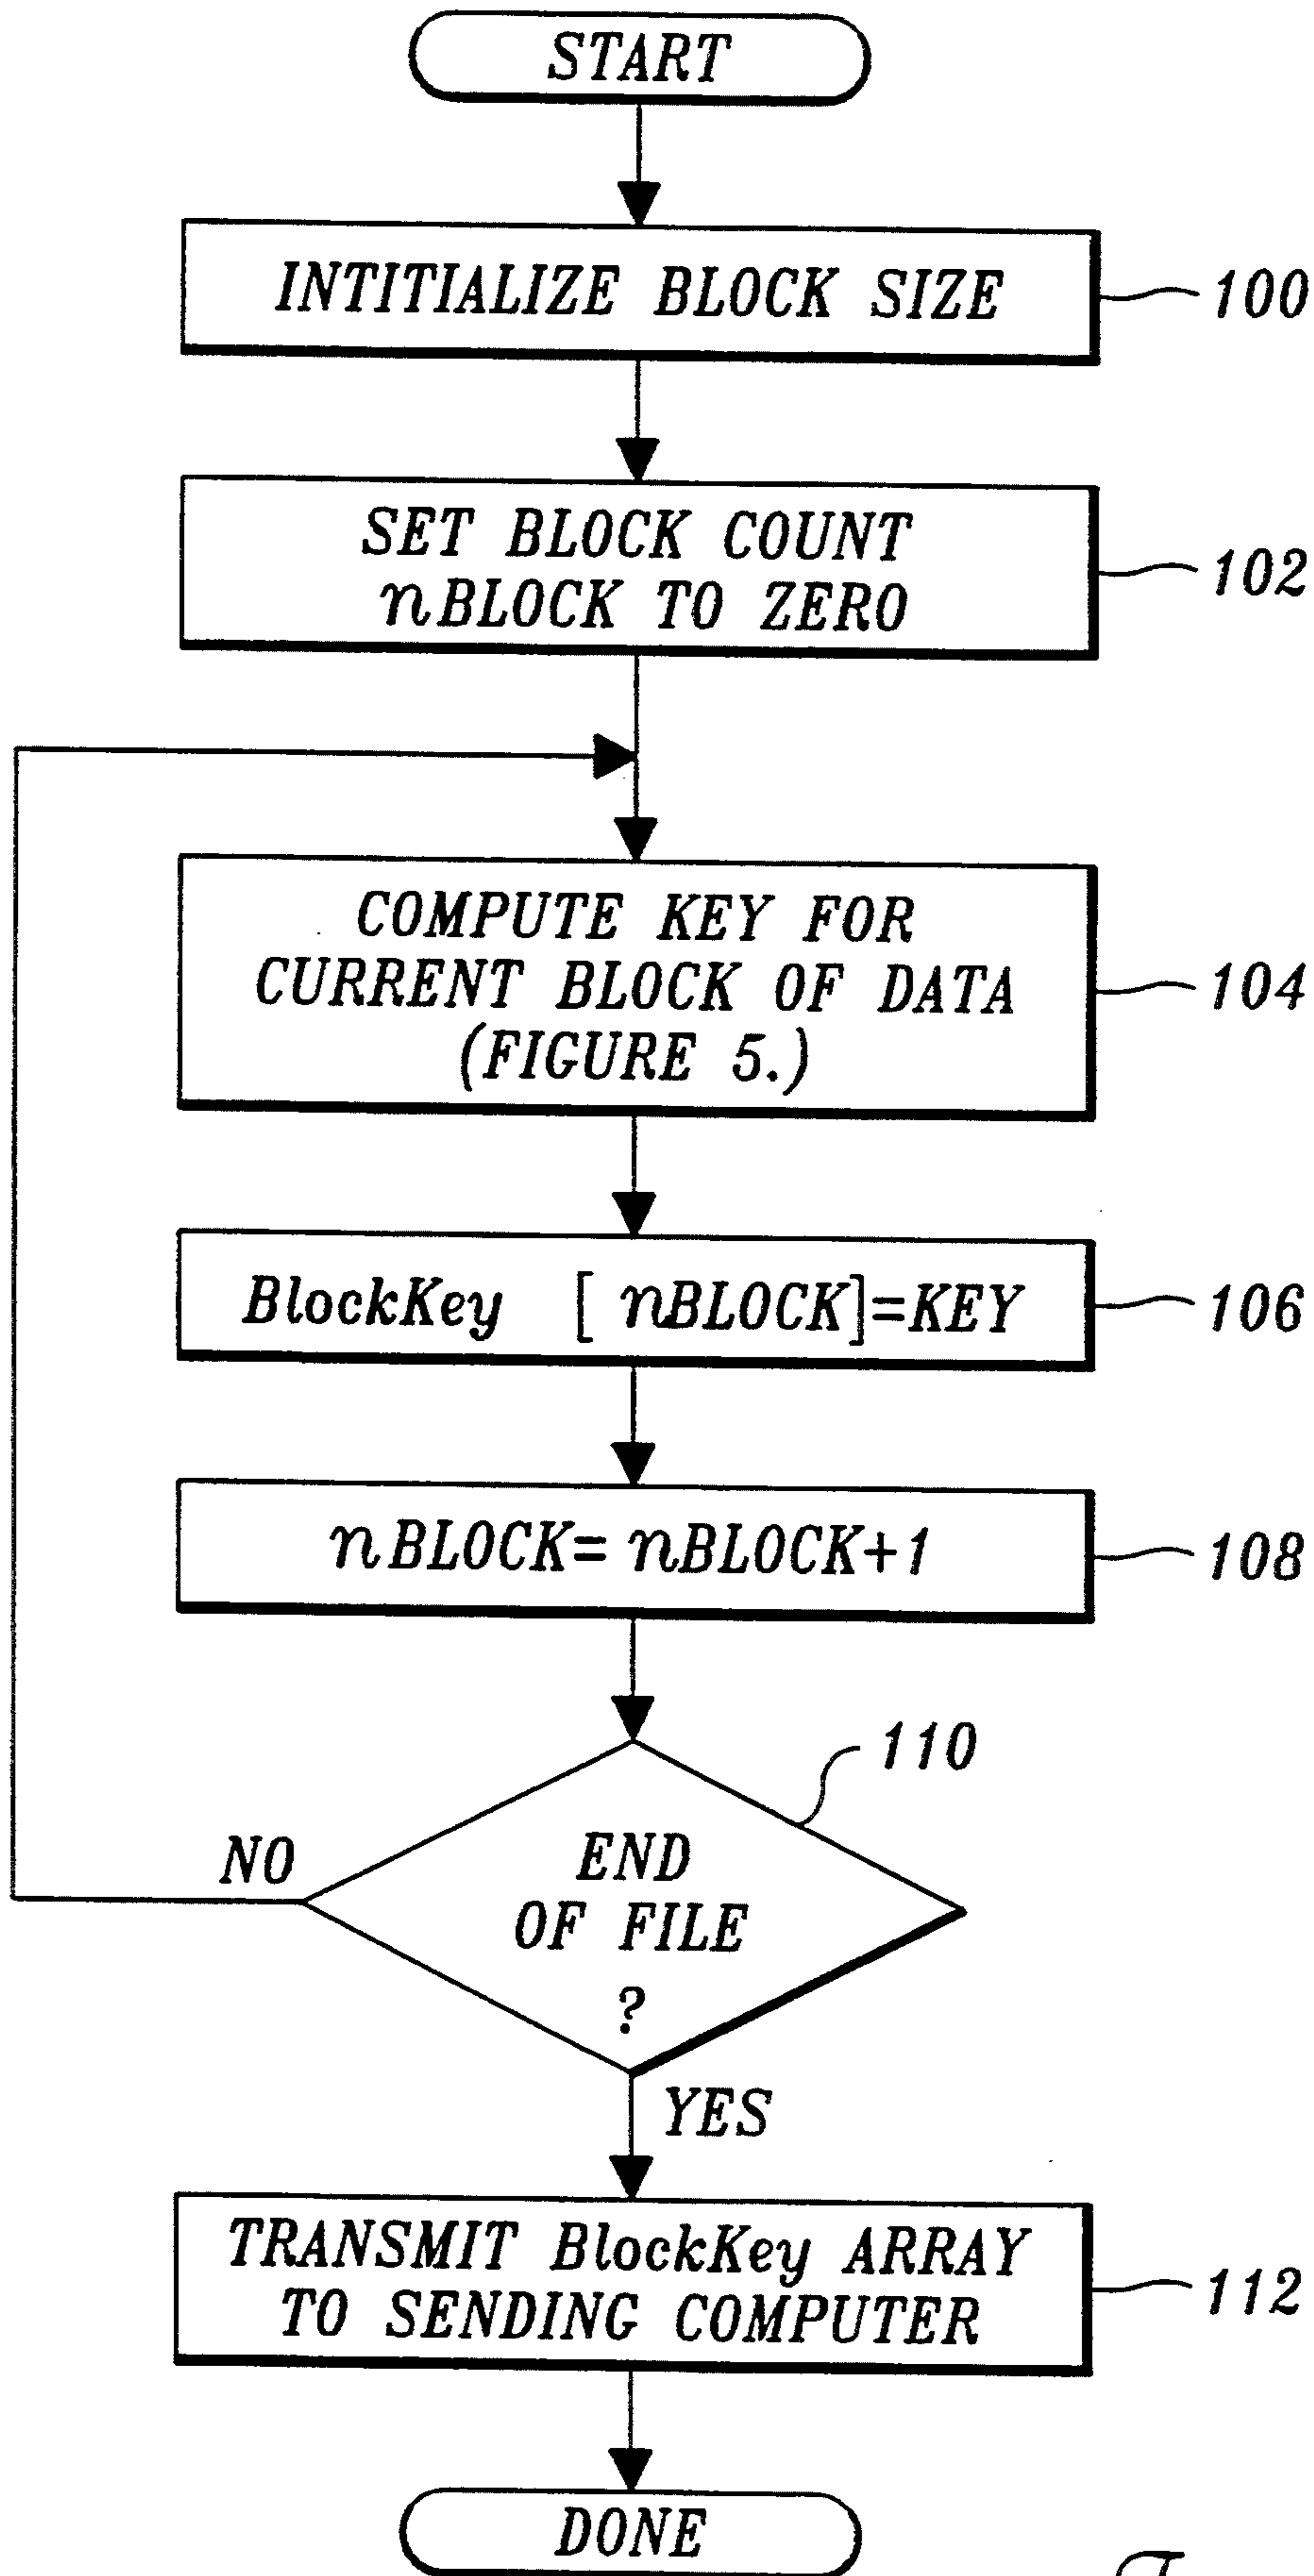 START
INTITIALIZE BLOCK SIZE
100
SET BLOCK COUNT
nBLOCK TO ZERO
102
COMPUTE KEY FOR
CURRENT BLOCK OF DATA
(FIGURE 5.)
104
BlockKey [ nBLOCK]=KEY
106
nBLOCK= nBLOCK+1
108
110
NO
END
OF FILE
?
YES
TRANSMIT BlockKey ARRAY
TO SENDING COMPUTER
112
DONE